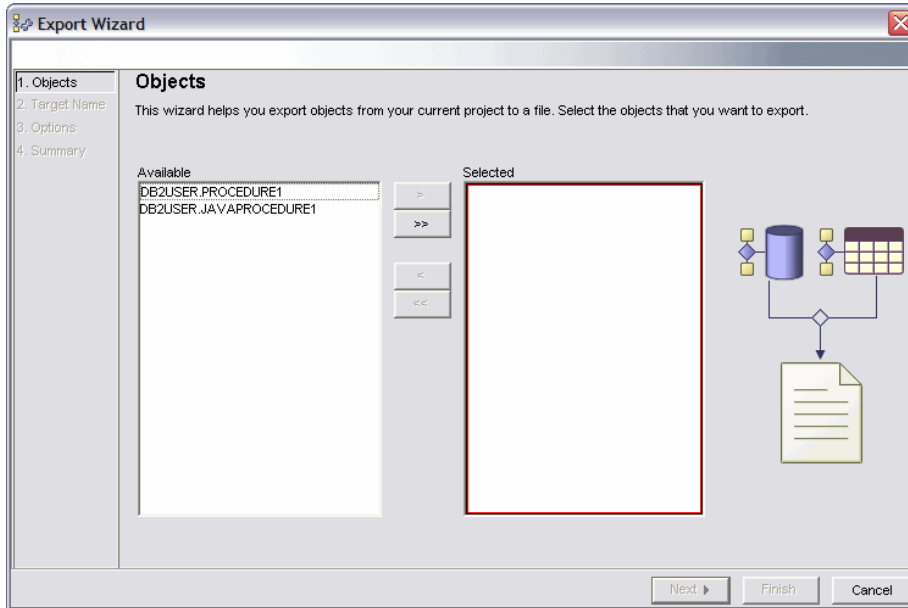 Export Wizard
1. Objects
2. Target Name
3. Options
4. Summary
Objects
This wizard helps you export objects from your current project to a file. Select the objects that you want to export.
Available
DB2USER.PROCEDURE1
DB2USER.JAVAPROCEDURE1
>
>>
<
<<
Selected
Next
Finish
Cancel